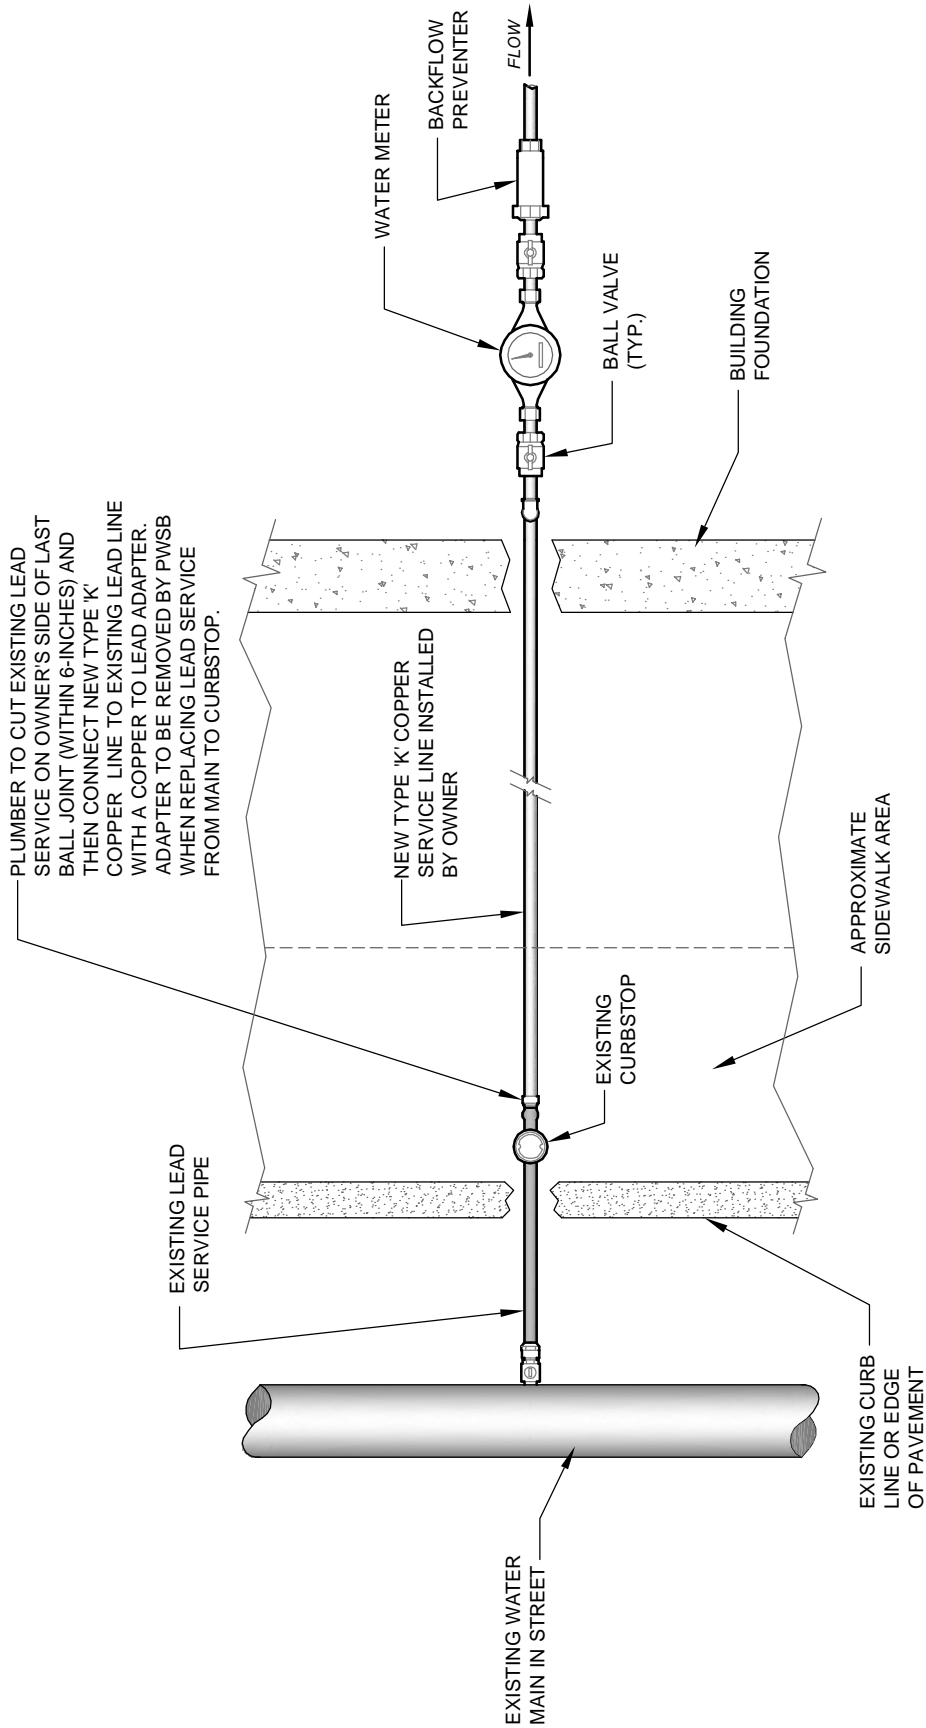 PLUMBER TO CUT EXISTING LEAD
SERVICE ON OWNER'S SIDE OF LAST
BALL JOINT (WITHIN 6-INCHES) AND
THEN CONNECT NEW TYPE 'K'
COPPER LINE TO EXISTING LEAD LINE
WITH A COPPER TO LEAD ADAPTER.
ADAPTER TO BE REMOVED BY PWSB
WHEN REPLACING LEAD SERVICE
FROM MAIN TO CURBSTOP.
EXISTING LEAD
SERVICE PIPE
NEW TYPE 'K' COPPER
SERVICE LINE INSTALLED
BY OWNER
WATER METER
BACKFLOW
PREVENTER
FLOW
EXISTING WATER
MAIN IN STREET
EXISTING
CURBSTOP
BALL VALVE
(TYP.)
BUILDING
FOUNDATION
APPROXIMATE
SIDEWALK AREA
EXISTING CURB
LINE OR EDGE
OF PAVEMENT